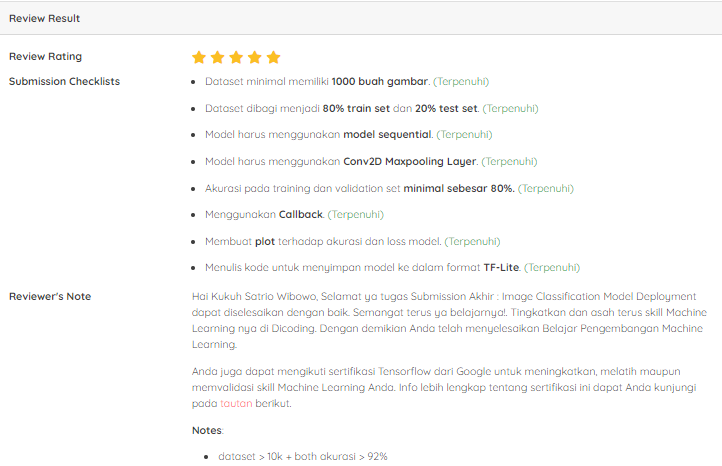 Review Result
Review Rating
Submission Checklists
Dataset minimal memiliki 1000 buah gambar. (Terpenuhi)
Dataset dibagi menjadi 80% train set dan 20% test set. (Terpenuhi)
Model harus menggunakan model sequential. (Terpenuhi)
Model harus menggunakan Conv2D Maxpooling Layer. (Terpenuhi)
Akurasi pada training dan validation set minimal sebesar 80%. (Terpenuhi)
Menggunakan Callback. (Terpenuhi)
Membuat plot terhadap akurasi dan loss model. (Terpenuhi)
Menulis kode untuk menyimpan model ke dalam format TF-Lite. (Terpenuhi)
Reviewer's Note
Hai Kukuh Satrio Wibowo, Selamat ya tugas Submission Akhir : Image Classification Model Deployment
dapat diselesaikan dengan baik. Semangat terus ya belajarnya!. Tingkatkan dan asah terus skill Machine
Learning nya di Dicoding. Dengan demikian Anda telah menyelesaikan Belajar Pengembangan Machine
Learning.
Anda juga dapat mengikuti sertifikasi Tensorflow dari Google untuk meningkatkan, melatih maupun
memvalidasi skill Machine Learning Anda. Info lebih lengkap tentang sertifikasi ini dapat Anda kunjungi
pada tautan berikut.
Notes:
dataset > 10k + both akurasi > 92%